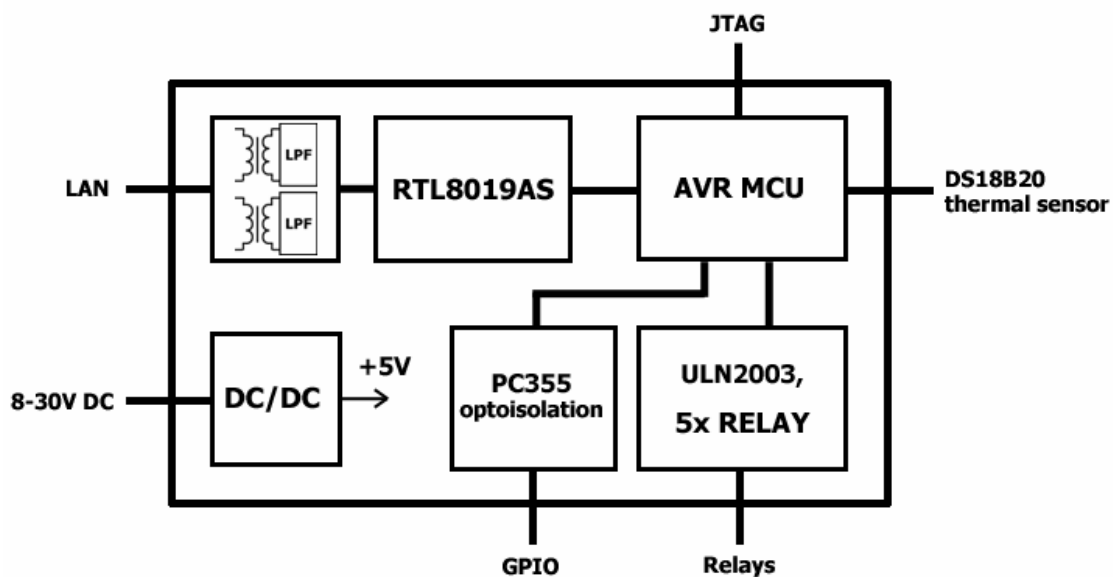 JTAG
LAN
LPF
LPF
RTL8019AS
AVR MCU
DS18B20
thermal sensor
8-30V DC
DC/DC
+5V
PC355
optoisolation
ULN2003,
5x RELAY
GPIO
Relays